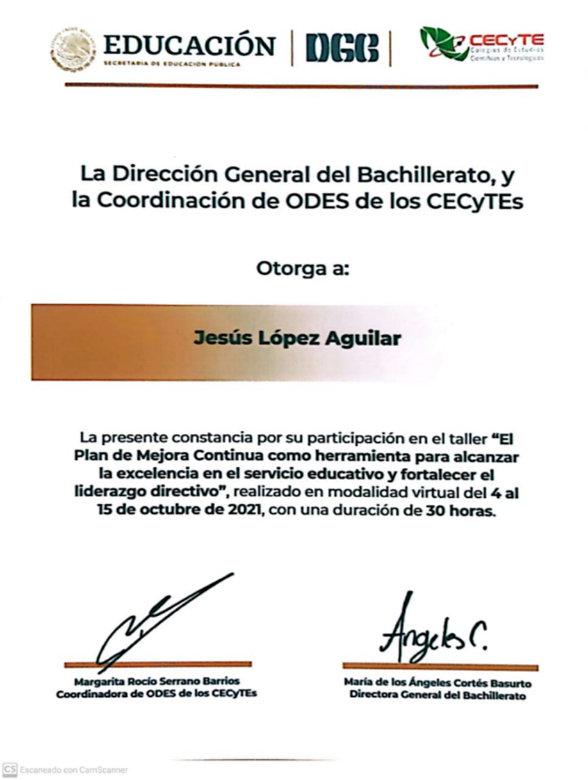 EDUCACIÓN
SECRETARÍA DE EDUCACIÓN PÚBLICA
DGB
CECyTE
Colegios de Estudios
Científicos y Tecnológicos
La Dirección General del Bachillerato, y
la Coordinación de ODES de los CECyTEs
Otorga a:
Jesús López Aguilar
La presente constancia por su participación en el taller “El
Plan de Mejora Continua como herramienta para alcanzar
la excelencia en el servicio educativo y fortalecer el
liderazgo directivo”, realizado en modalidad virtual del 4 al
15 de octubre de 2021, con una duración de 30 horas.
Angeles C.
Margarita Rocío Serrano Barrios
Coordinadora de ODES de los CECyTEs
María de los Ángeles Cortés Basurto
Directora General del Bachillerato
CS Escaneado con CamScanner